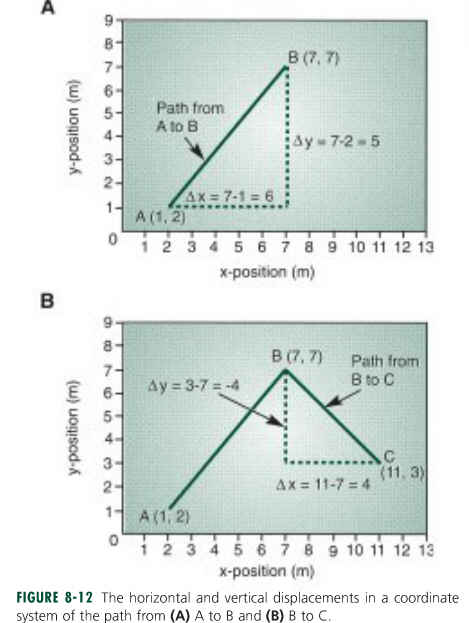 A
9
8
7
6
5
4
3
2
1
0
y-position (m)
B (7, 7)
Path from
A to B
Δy = 7-2 = 5
Δx = 7-1 = 6
A (1, 2)
1 2 3 4 5 6 7 8 9 10 11 12 13
x-position (m)
B
9
8
7
6
5
4
3
2
1
0
y-position (m)
B (7, 7)
Path from
B to C
Δy = 3-7 = -4
C
(11, 3)
Δx = 11-7 = 4
A (1, 2)
1 2 3 4 5 6 7 8 9 10 11 12 13
x-position (m)
FIGURE 8-12 The horizontal and vertical displacements in a coordinate
system of the path from (A) A to B and (B) B to C.